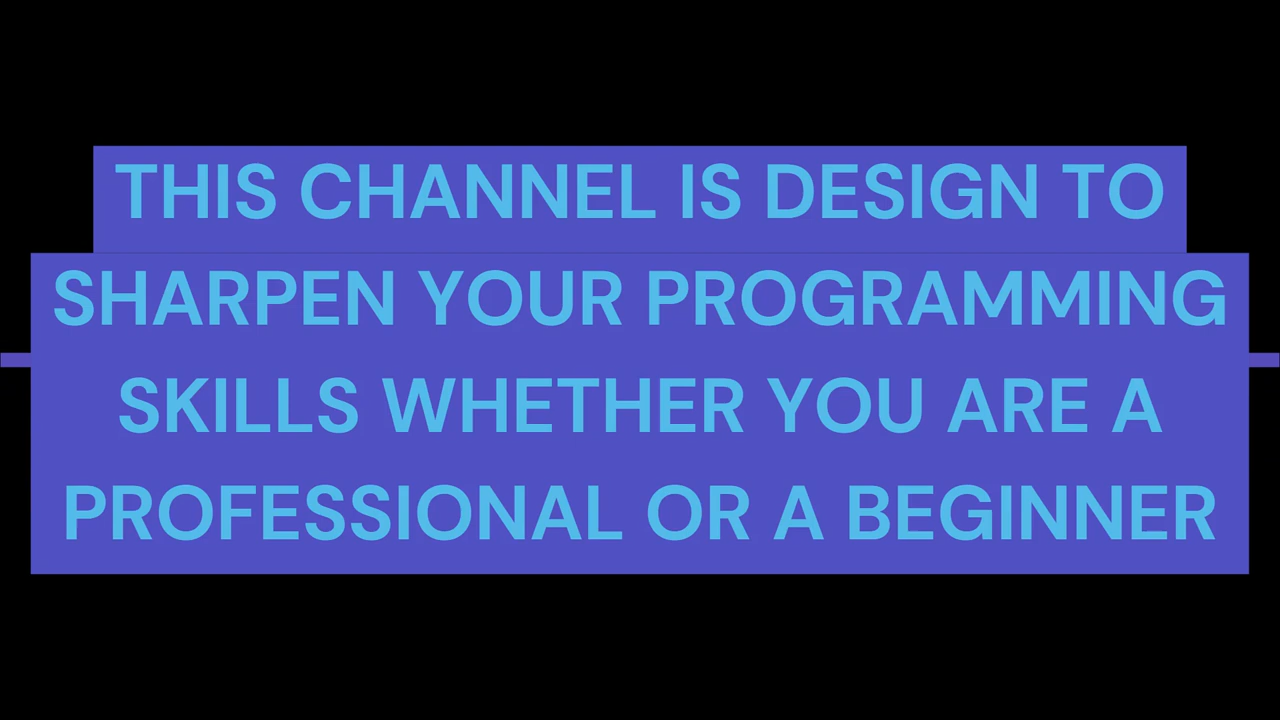 THIS CHANNEL IS DESIGN TO
SHARPEN YOUR PROGRAMMING
SKILLS WHETHER YOU ARE A
PROFESSIONAL OR A BEGINNER